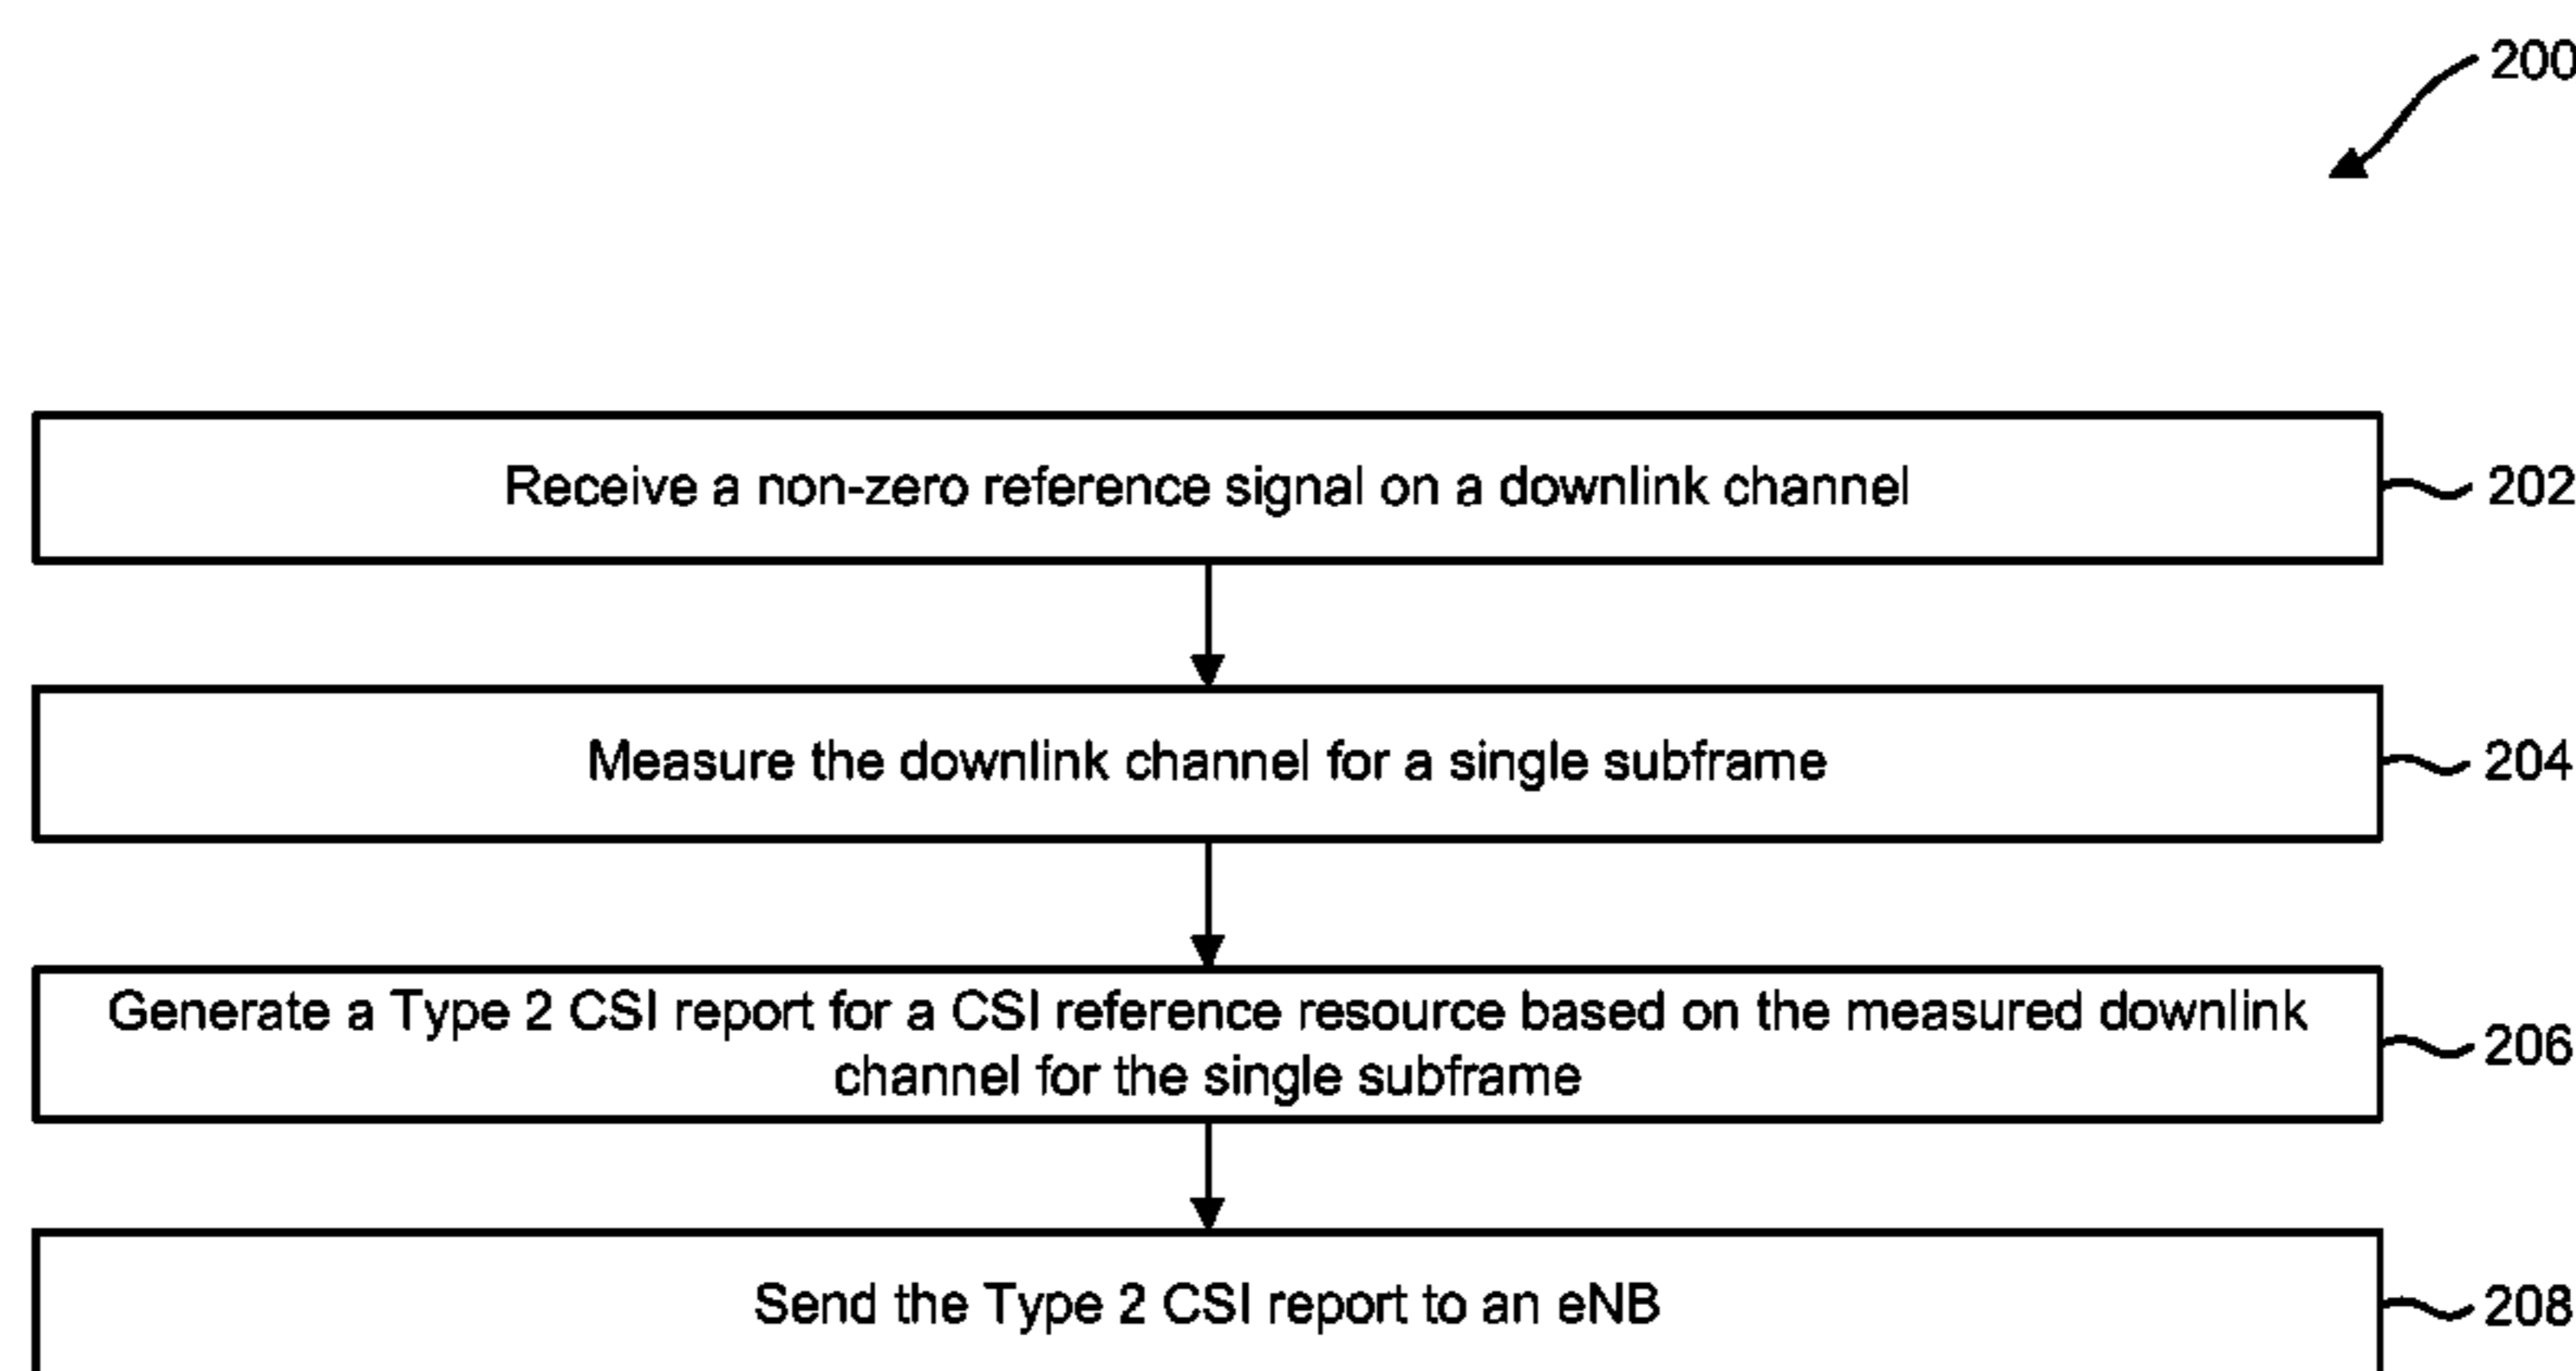 200
Receive a non-zero reference signal on a downlink channel
202
Measure the downlink channel for a single subframe
204
Generate a Type 2 CSI report for a CSI reference resource based on the measured downlink
channel for the single subframe
206
Send the Type 2 CSI report to an eNB
208